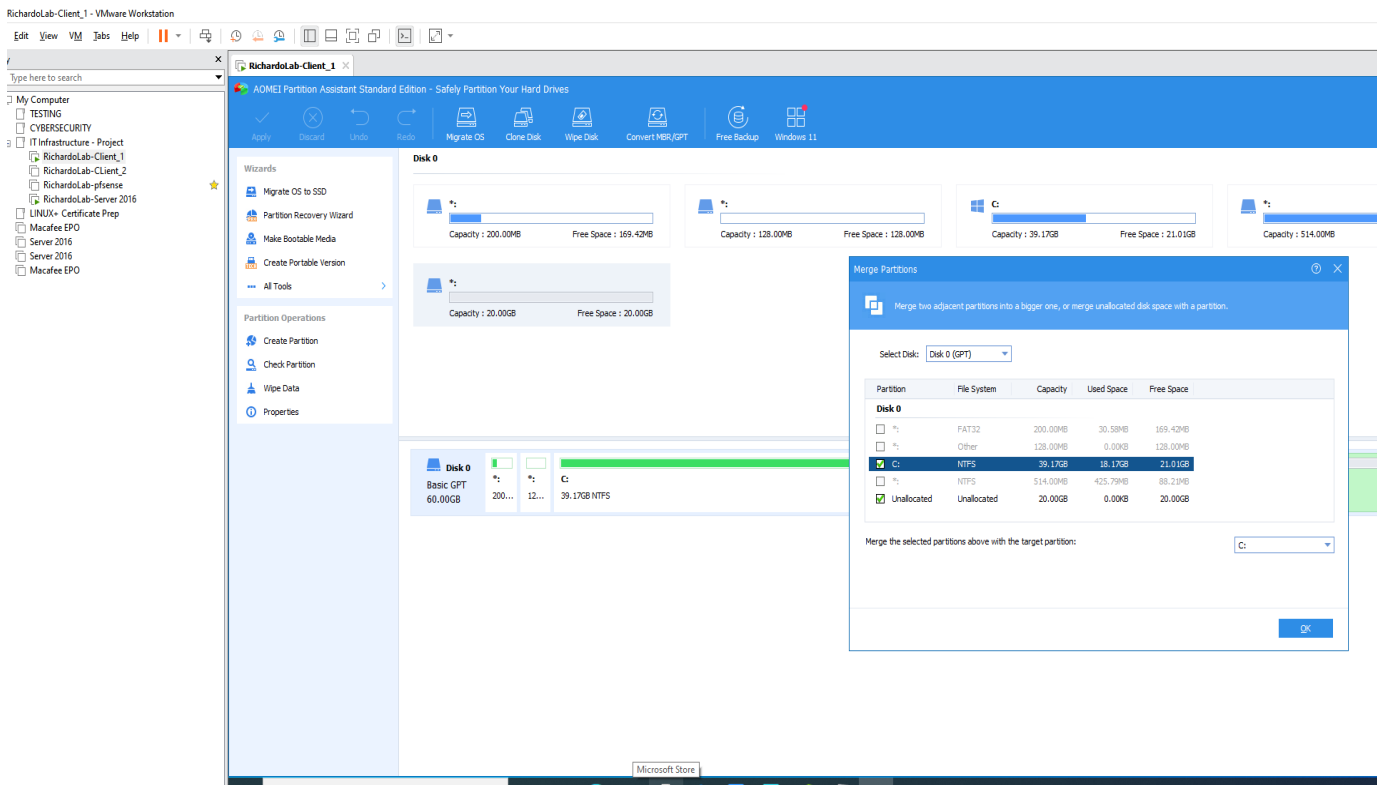 RichardoLab-Client_1 - VMware Workstation
Edit View VM Tabs Help
y X
Type here to search
RichardoLab-Client_1 ×
My Computer
TESTING
CYBERSECURITY
IT Infrastructure - Project
RichardoLab-Client_1
RichardoLab-CLient_2
RichardoLab-pfsense
RichardoLab-Server 2016
LINUX+ Certificate Prep
Macafee EPO
Server 2016
Server 2016
Macafee EPO
AOMEI Partition Assistant Standard Edition - Safely Partition Your Hard Drives
Apply Discard Undo Redo Migrate OS Clone Disk Wipe Disk Convert MBR/GPT Free Backup Windows 11
Wizards
Migrate OS to SSD
Partition Recovery Wizard
Make Bootable Media
Create Portable Version
All Tools
Partition Operations
Create Partition
Check Partition
Wipe Data
Properties
Disk 0
*:
Capacity : 200.00MB Free Space : 169.42MB
*:
Capacity : 128.00MB Free Space : 128.00MB
C:
Capacity : 39.17GB Free Space : 21.01GB
*:
Capacity : 514.00MB
*:
Capacity : 20.00GB Free Space : 20.00GB
Disk 0
Basic GPT
60.00GB
*:
200...
*:
12...
C:
39.17GB NTFS
Merge Partitions
Merge two adjacent partitions into a bigger one, or merge unallocated disk space with a partition.
Select Disk: Disk 0 (GPT)
Partition File System Capacity Used Space Free Space
Disk 0
*: FAT32 200.00MB 30.58MB 169.42MB
*: Other 128.00MB 0.00KB 128.00MB
C: NTFS 39.17GB 18.17GB 21.01GB
*: NTFS 514.00MB 425.79MB 88.21MB
Unallocated Unallocated 20.00GB 0.00KB 20.00GB
Merge the selected partitions above with the target partition: C:
OK
Microsoft Store